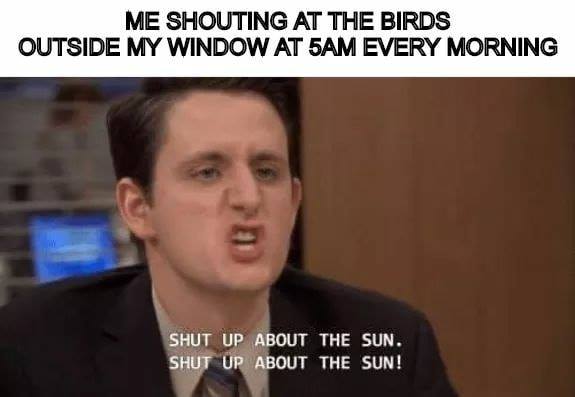 ME SHOUTING AT THE BIRDS
OUTSIDE MY WINDOW AT 5AM EVERY MORNING
SHUT UP ABOUT THE SUN.
SHUT UP ABOUT THE SUN!